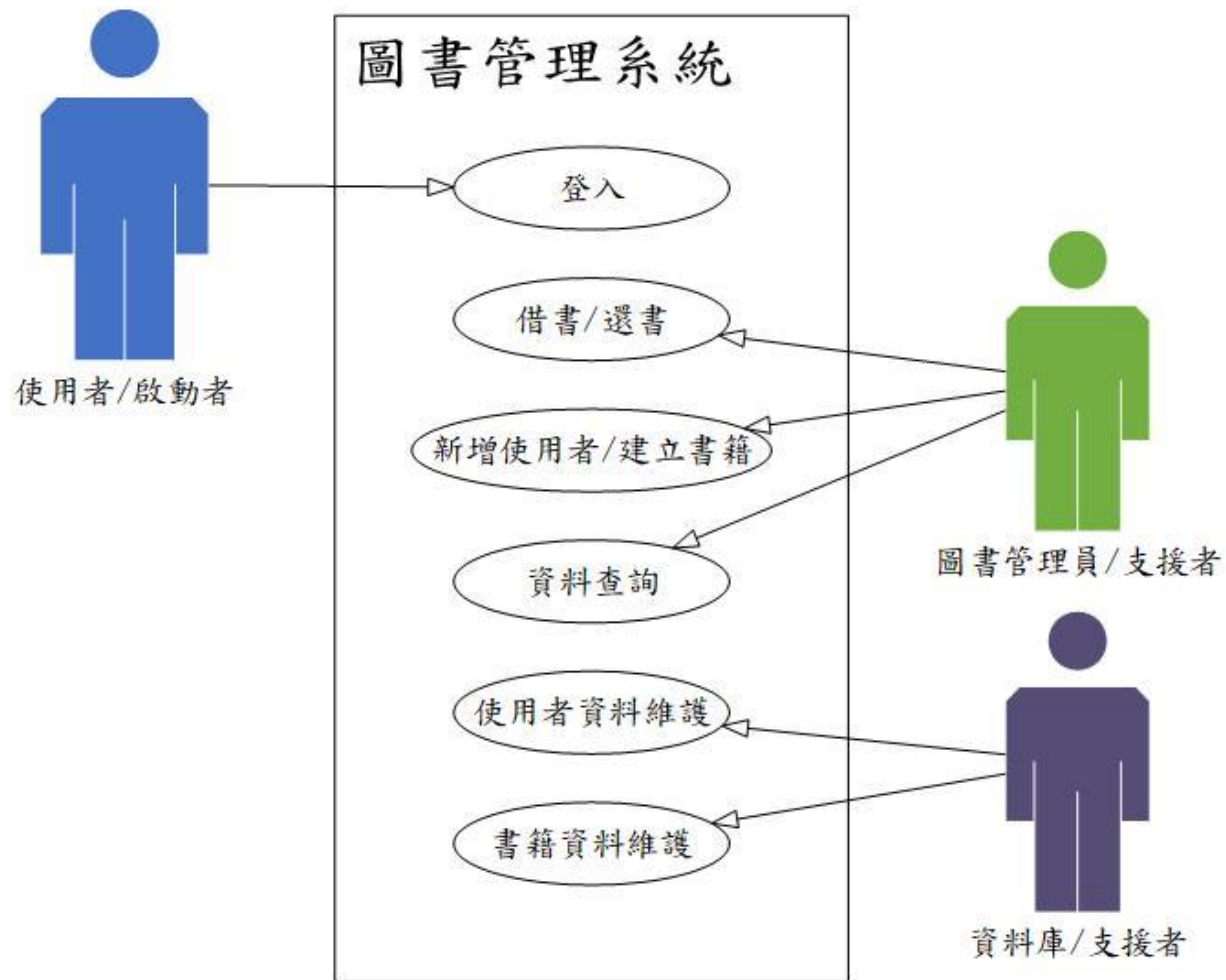 圖書管理系統
登入
借書/還書
使用者/啟動者
新增使用者/建立書籍
圖書管理員/支援者
資料查詢
使用者資料維護
書籍資料維護
資料庫/支援者